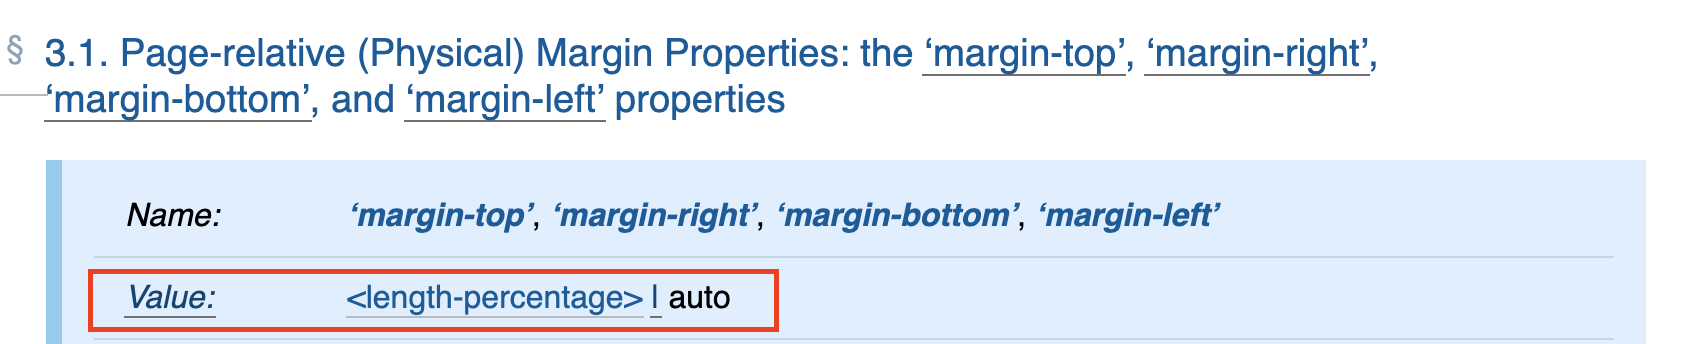 § 3.1. Page-relative (Physical) Margin Properties: the ‘margin-top’, ‘margin-right’,
‘margin-bottom’, and ‘margin-left’ properties
Name: ‘margin-top’, ‘margin-right’, ‘margin-bottom’, ‘margin-left’
Value: <length-percentage> | auto